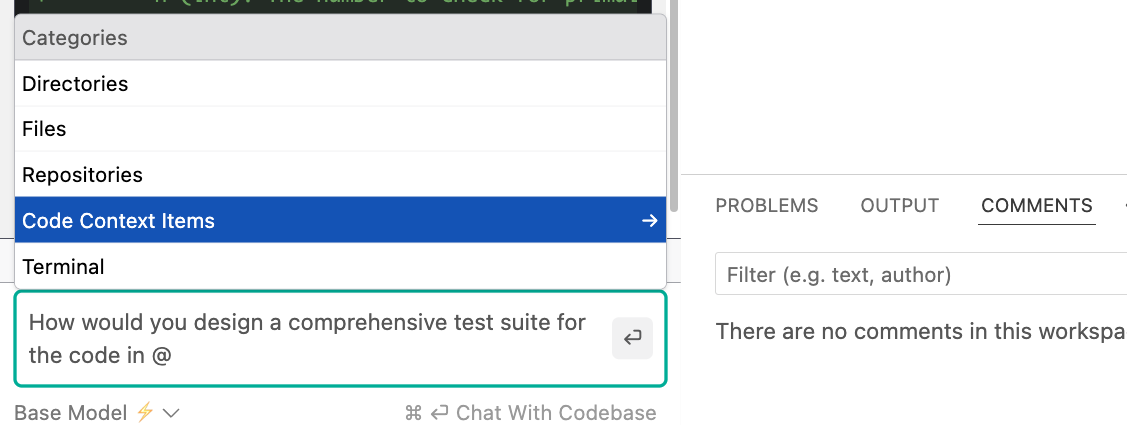 n (int): The number to check for primal
Categories
Directories
Files
Repositories
Code Context Items
Terminal
How would you design a comprehensive test suite for
the code in @
Base Model
⌘ ⏎ Chat With Codebase
PROBLEMS OUTPUT COMMENTS
Filter (e.g. text, author)
There are no comments in this workspa